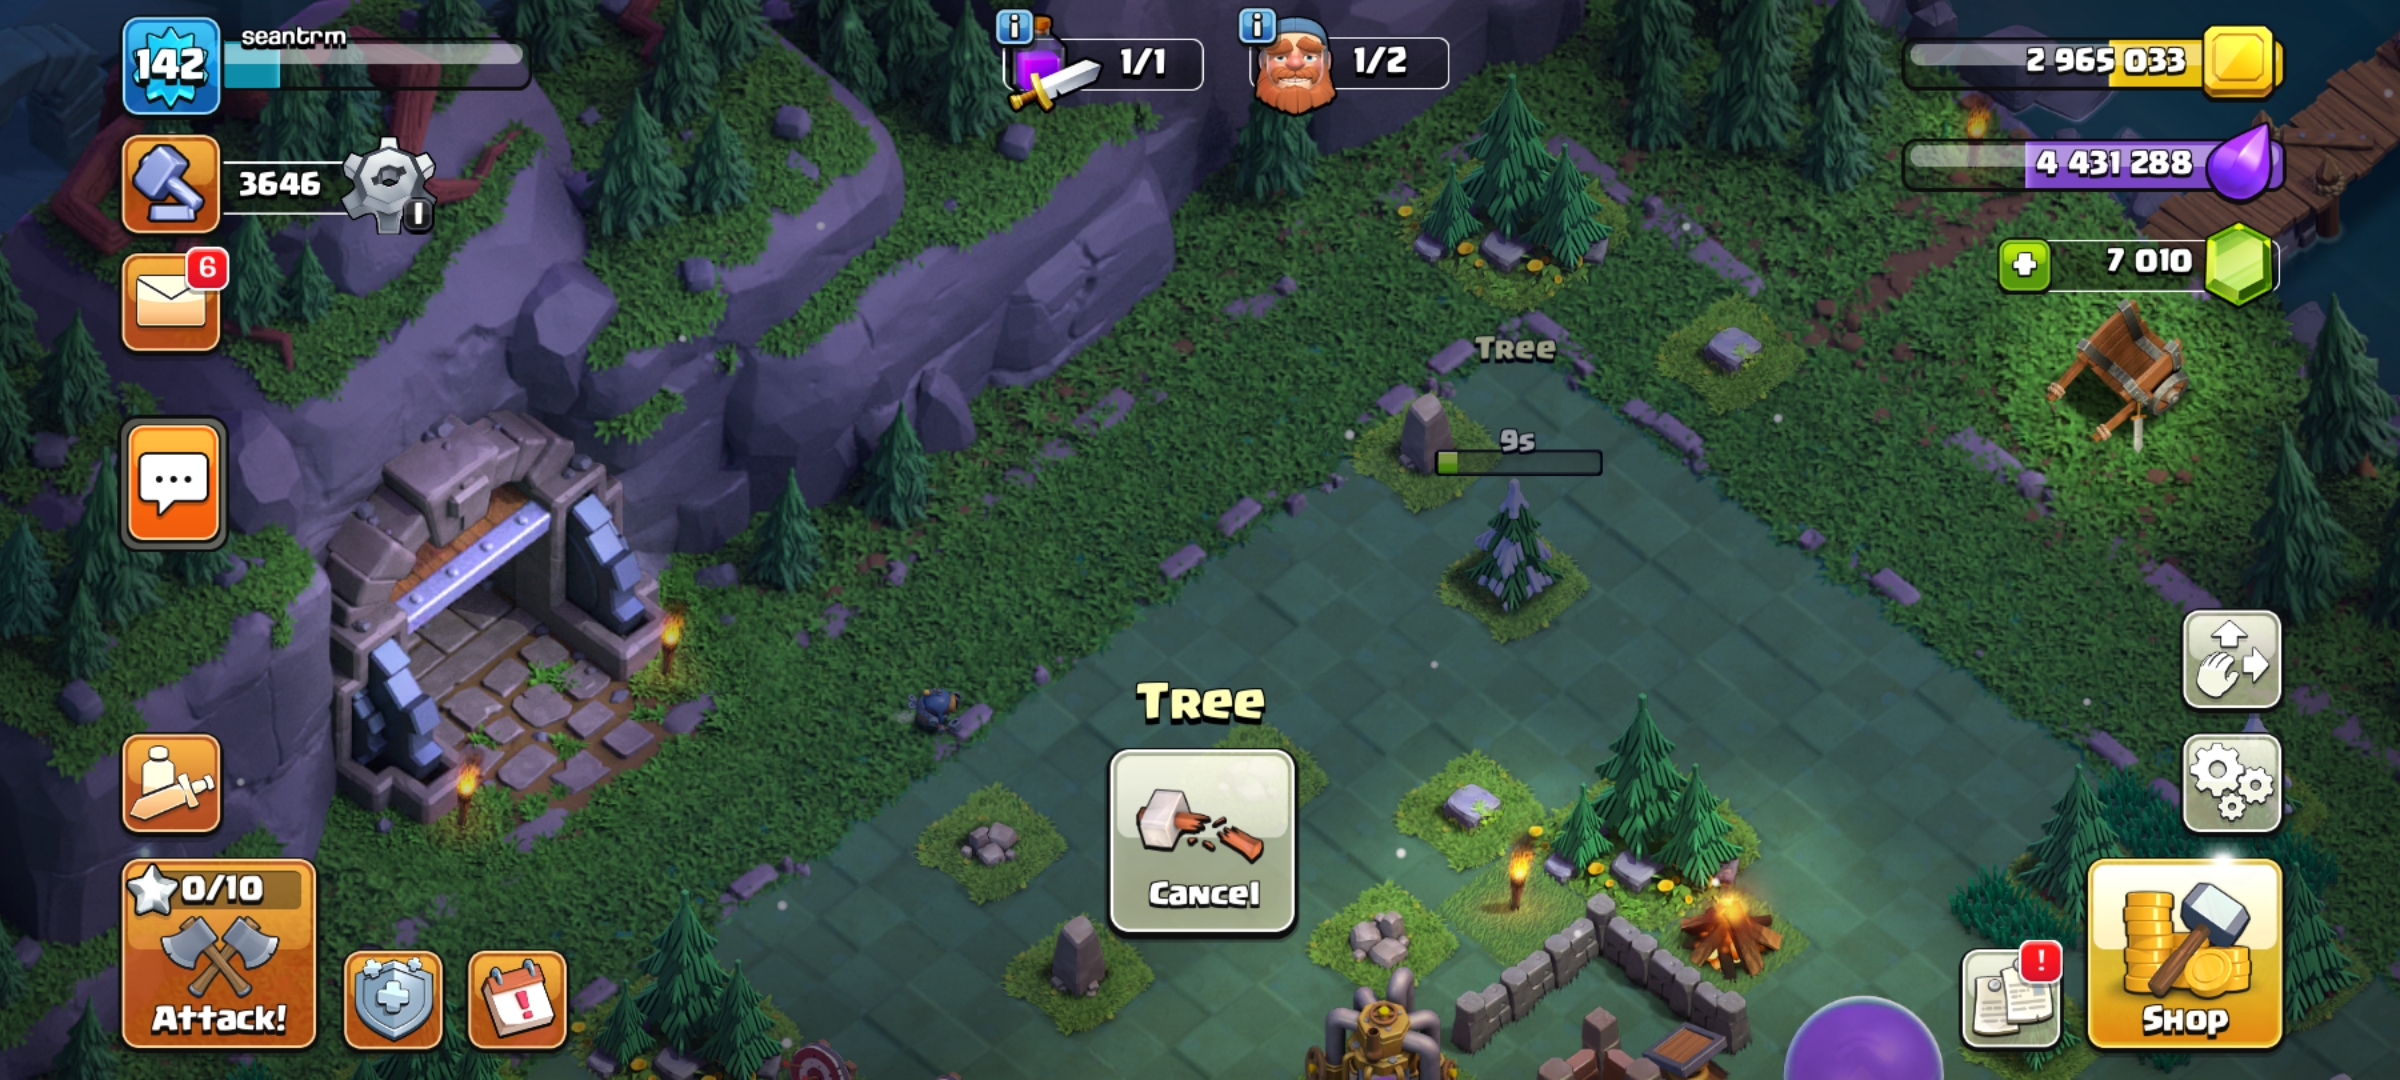 142
seantrm
1/1
1/2
2 965 033
3646
I
4 431 288
6
7 010
Tree
9s
Tree
Cancel
0/10
Attack!
!
Shop